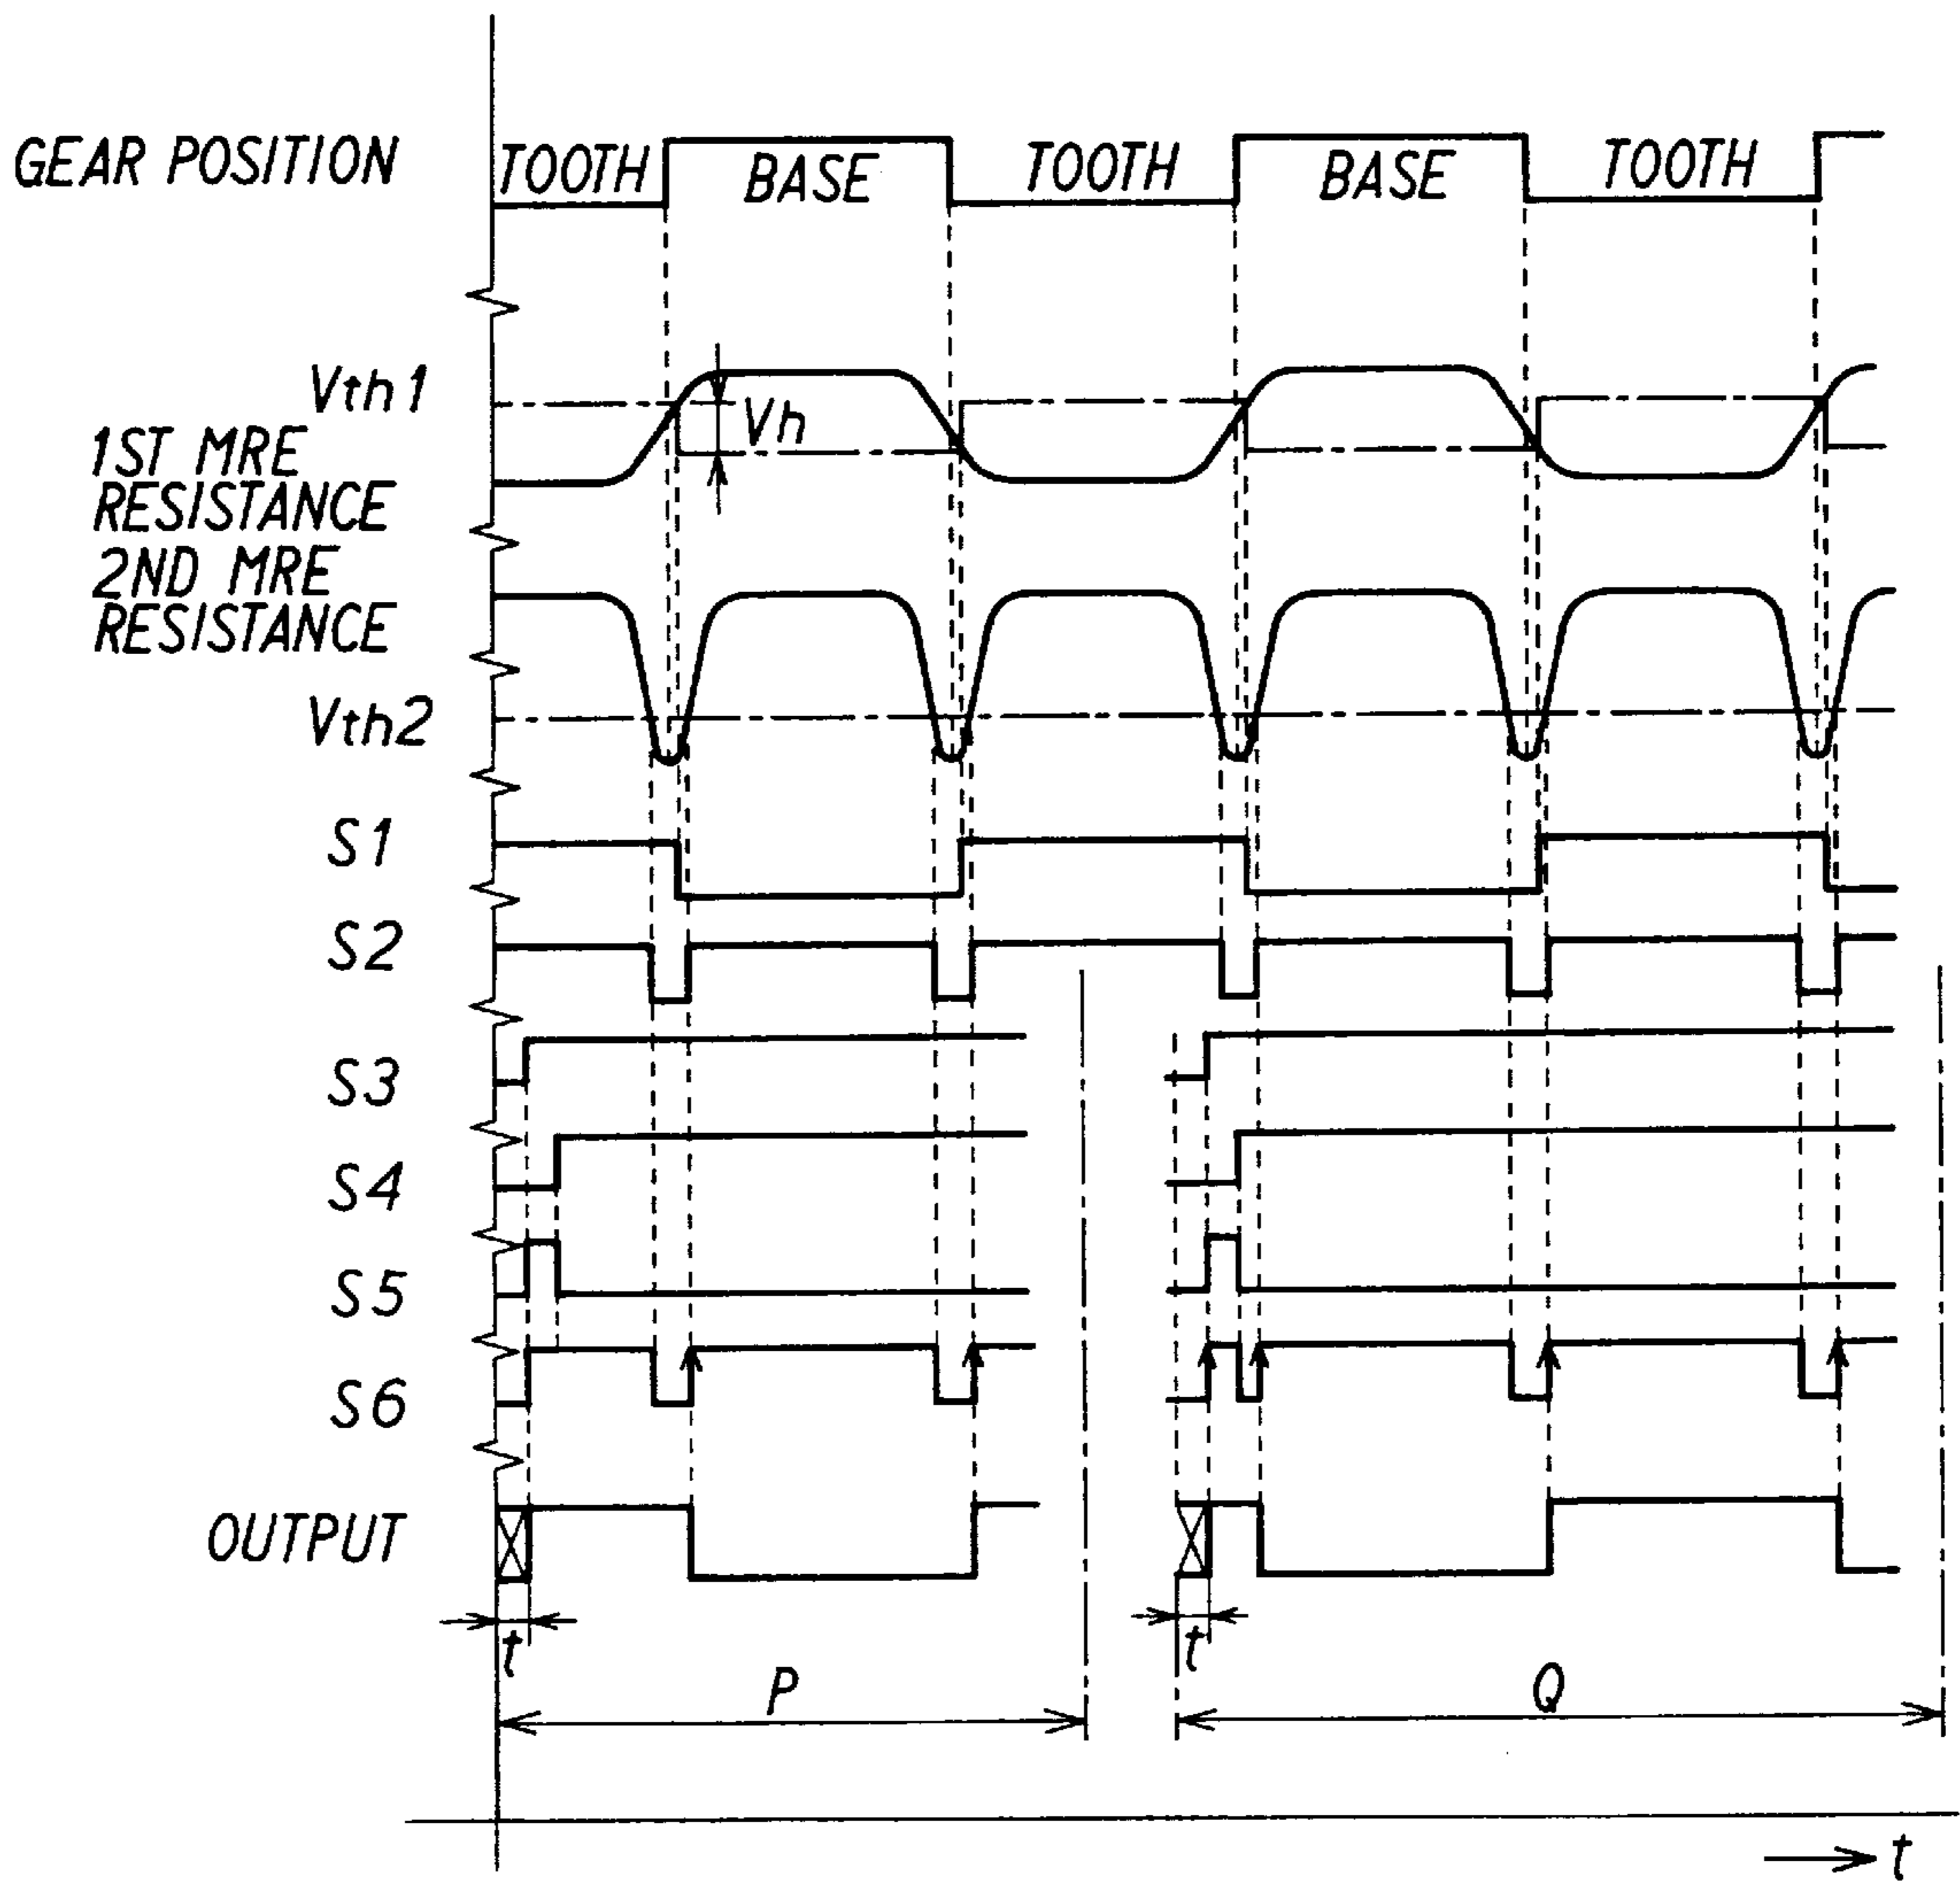 GEAR POSITION
TOOTH
BASE
TOOTH
BASE
TOOTH
Vth1
Vh
1ST MRE
RESISTANCE
2ND MRE
RESISTANCE
Vth2
S1
S2
S3
S4
S5
S6
OUTPUT
t
t
P
Q
t